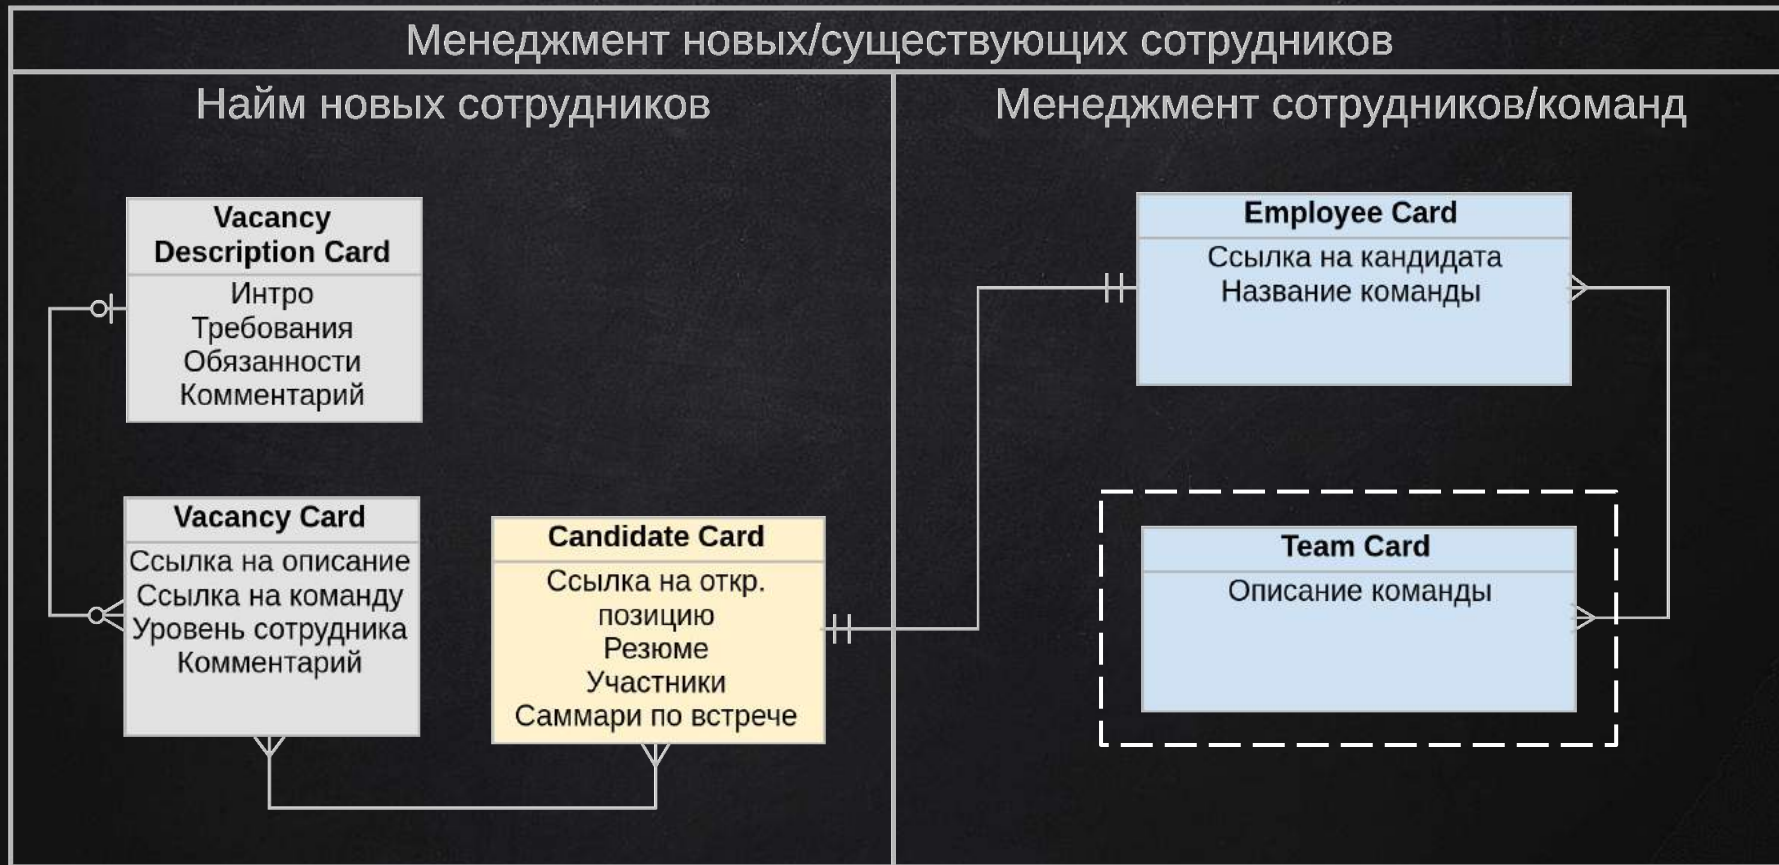 Менеджмент новых/существующих сотрудников
Найм новых сотрудников
Менеджмент сотрудников/команд
Vacancy
Description Card
Интро
Требования
Обязанности
Комментарий
Employee Card
Ссылка на кандидата
Название команды
Vacancy Card
Ссылка на описание
Ссылка на команду
Уровень сотрудника
Комментарий
Candidate Card
Ссылка на откр.
позицию
Резюме
Участники
Саммари по встрече
Team Card
Описание команды